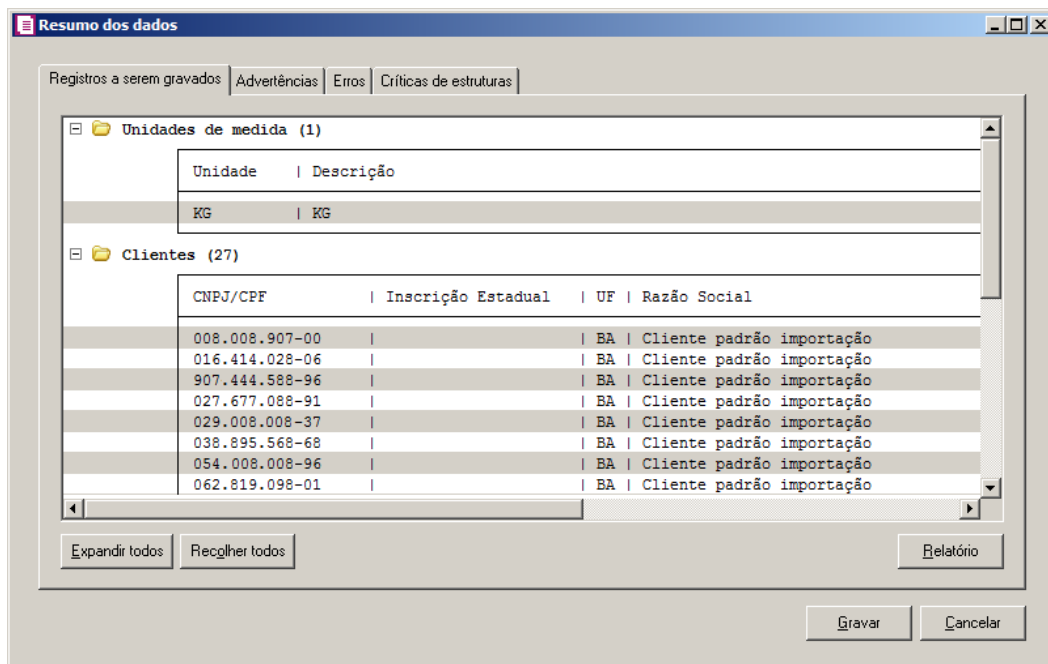 Resumo dos dados
Registros a serem gravados Advertências Erros Críticas de estruturas
Unidades de medida (1)
Unidade | Descrição
KG | KG
Clientes (27)
CNPJ/CPF | Inscrição Estadual | UF | Razão Social
008.008.907-00 | | BA | Cliente padrão importação
016.414.028-06 | | BA | Cliente padrão importação
907.444.588-96 | | BA | Cliente padrão importação
027.677.088-91 | | BA | Cliente padrão importação
029.008.008-37 | | BA | Cliente padrão importação
038.895.568-68 | | BA | Cliente padrão importação
054.008.008-96 | | BA | Cliente padrão importação
062.819.098-01 | | BA | Cliente padrão importação
Expandir todos Recolher todos Relatório
Gravar Cancelar